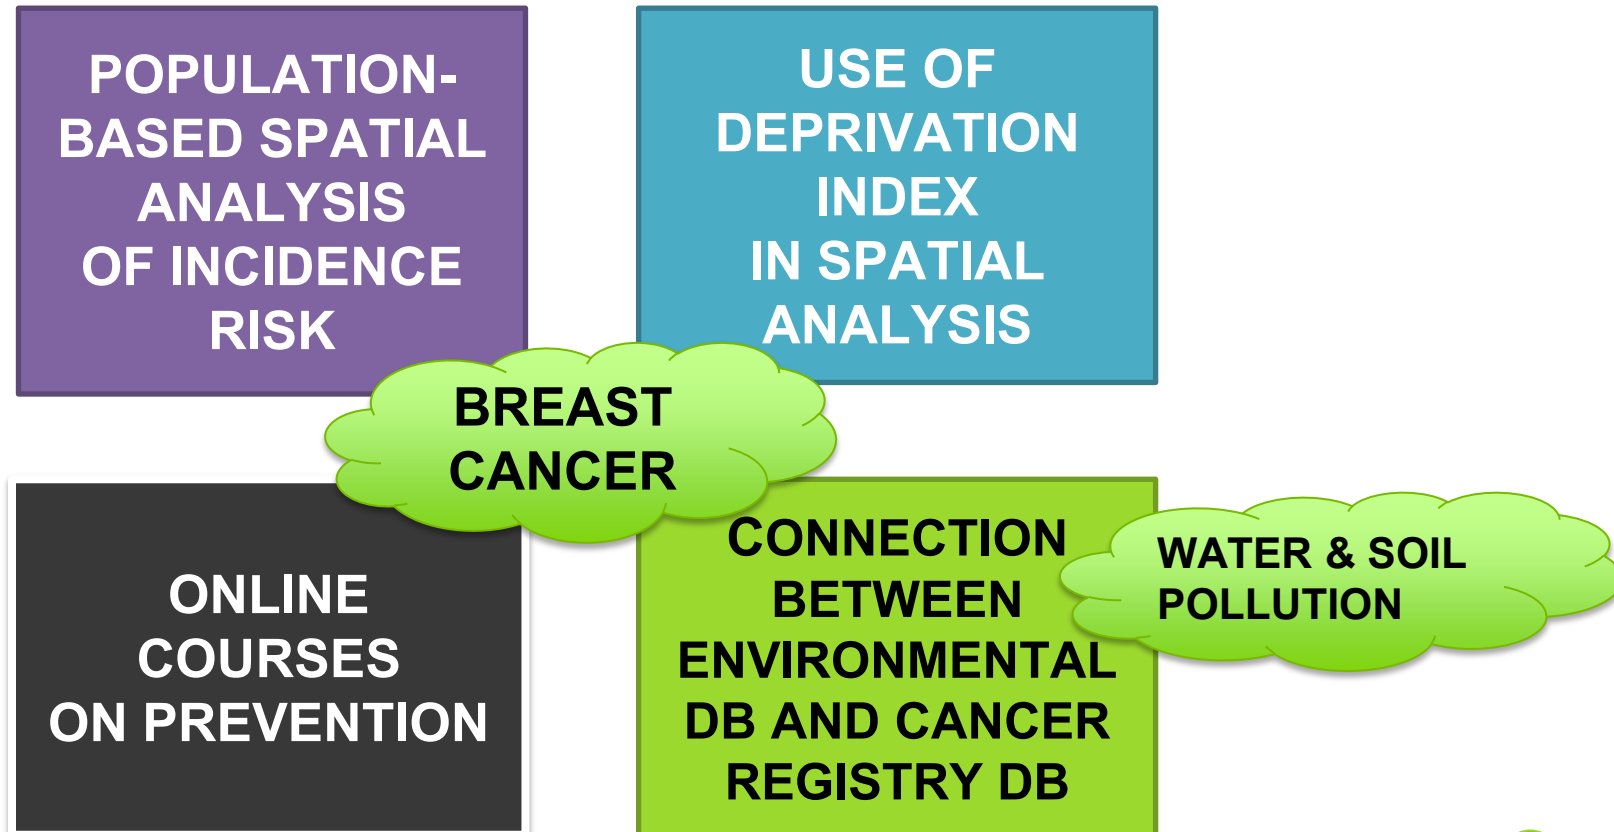 POPULATION-
BASED SPATIAL
ANALYSIS
OF INCIDENCE
RISK
USE OF
DEPRIVATION
INDEX
IN SPATIAL
ANALYSIS
BREAST
CANCER
ONLINE
COURSES
ON PREVENTION
CONNECTION
BETWEEN
ENVIRONMENTAL
DB AND CANCER
REGISTRY DB
WATER & SOIL
POLLUTION